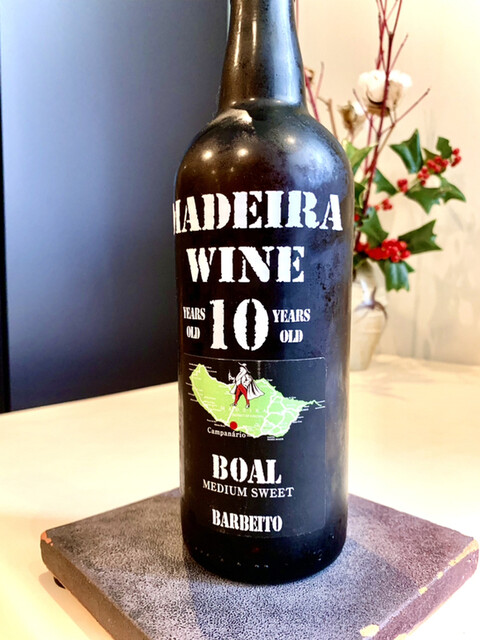 MADEIRA
WINE
YEARS OLD 10 YEARS OLD
Campanário
BOAL
MEDIUM SWEET
BARBEITO